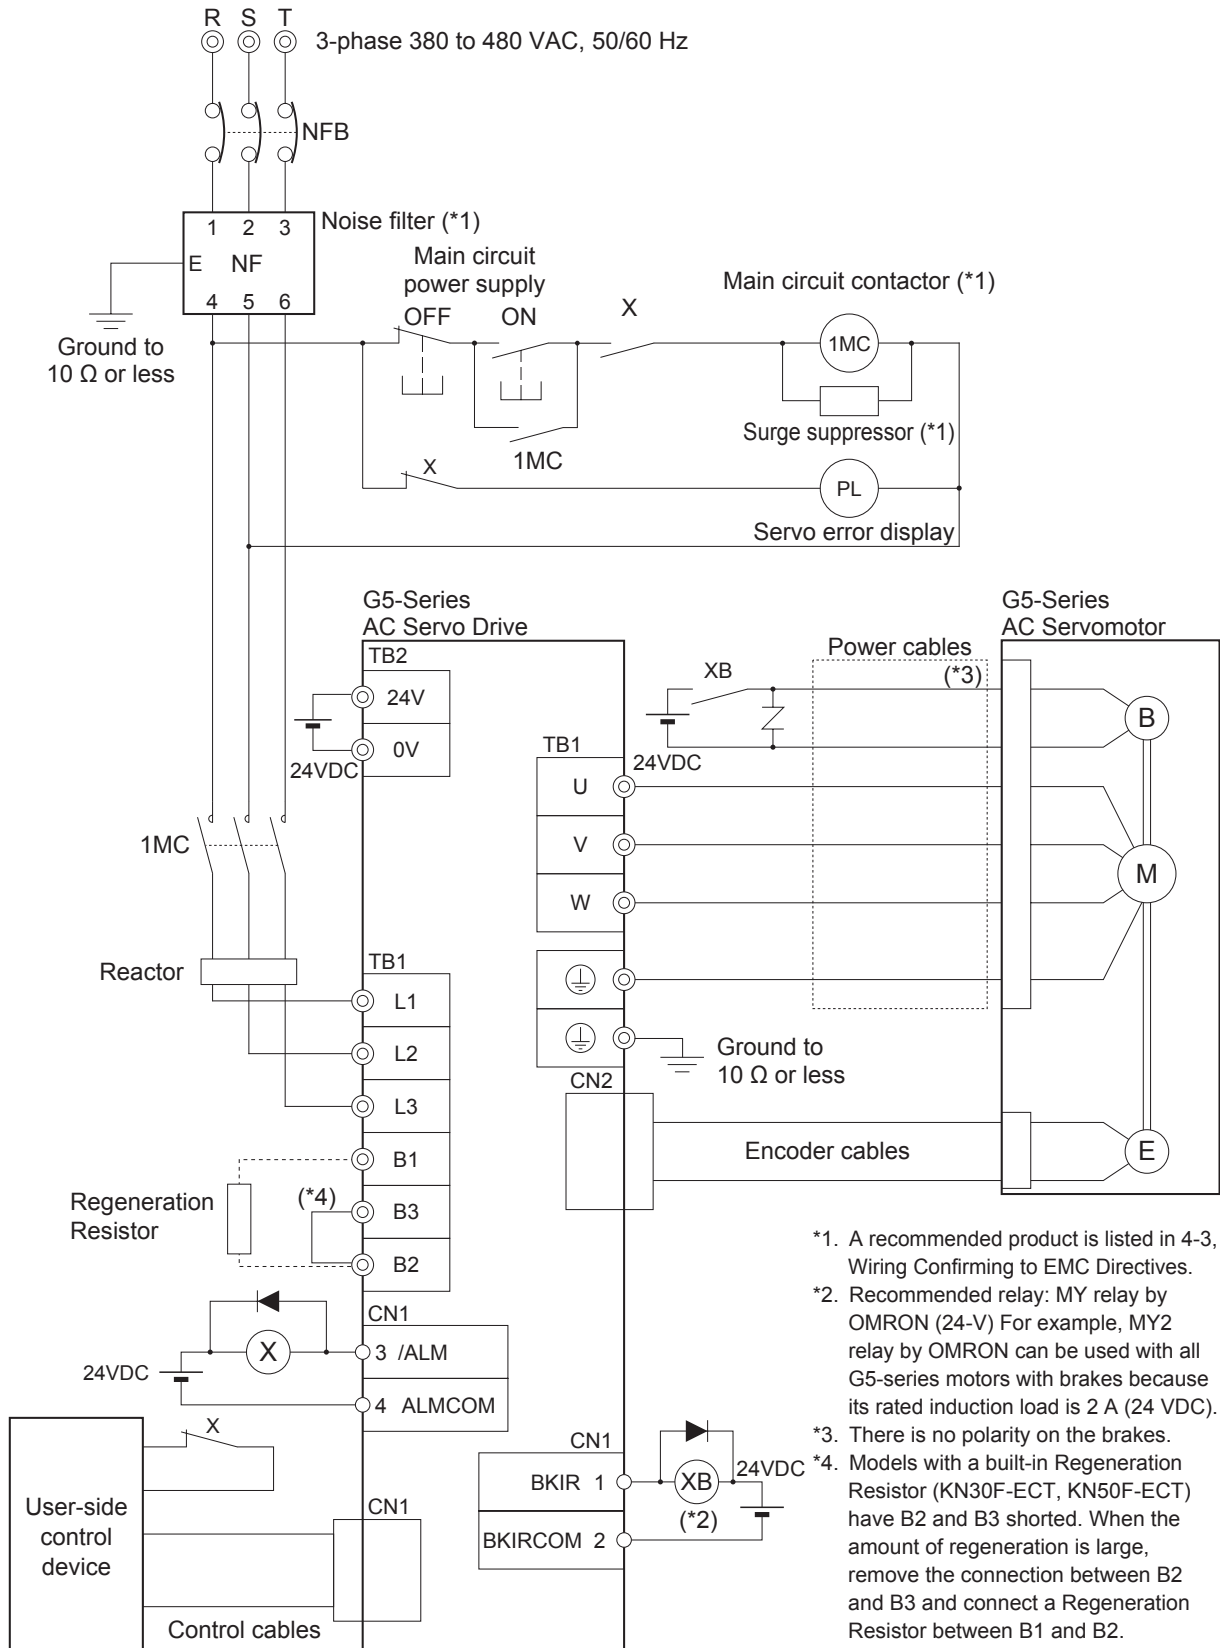 R S T
3-phase 380 to 480 VAC, 50/60 Hz
NFB
1 2 3
Noise filter (*1)
E NF
4 5 6
Ground to
10 Ω or less
Main circuit
power supply
OFF ON X
Main circuit contactor (*1)
1MC
Surge suppressor (*1)
1MC
X
PL
Servo error display
G5-Series
AC Servo Drive
G5-Series
AC Servomotor
TB2
24V
0V
24VDC
XB
24VDC
Power cables
(*3)
B
TB1
U
V
W
M
1MC
Reactor
TB1
L1
L2
L3
B1
B3
B2
Ground to
10 Ω or less
CN2
Encoder cables
E
Regeneration
Resistor
(*4)
CN1
X
3 /ALM
24VDC
4 ALMCOM
X
User-side
control
device
CN1
Control cables
CN1
BKIR 1
XB
24VDC
(*2)
BKIRCOM 2
*1. A recommended product is listed in 4-3,
Wiring Confirming to EMC Directives.
*2. Recommended relay: MY relay by
OMRON (24-V) For example, MY2
relay by OMRON can be used with all
G5-series motors with brakes because
its rated induction load is 2 A (24 VDC).
*3. There is no polarity on the brakes.
*4. Models with a built-in Regeneration
Resistor (KN30F-ECT, KN50F-ECT)
have B2 and B3 shorted. When the
amount of regeneration is large,
remove the connection between B2
and B3 and connect a Regeneration
Resistor between B1 and B2.